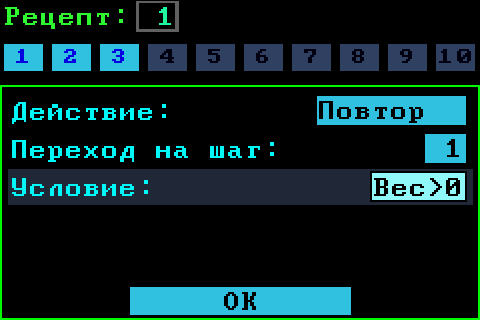 Рецепт: 1
1 2 3 4 5 6 7 8 9 10
Действие: Повтор
Переход на шаг: 1
Условие: Вес>0
ОК